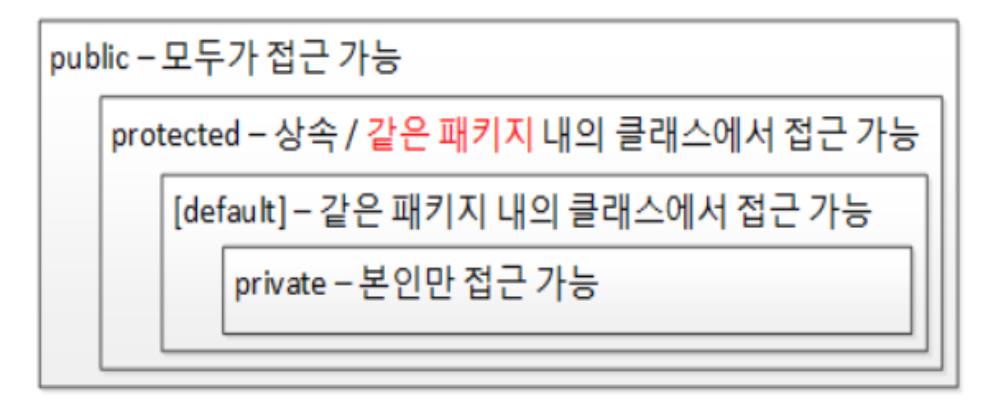 public – 모두가 접근 가능
protected – 상속 / 같은 패키지 내의 클래스에서 접근 가능
[default] – 같은 패키지 내의 클래스에서 접근 가능
private – 본인만 접근 가능